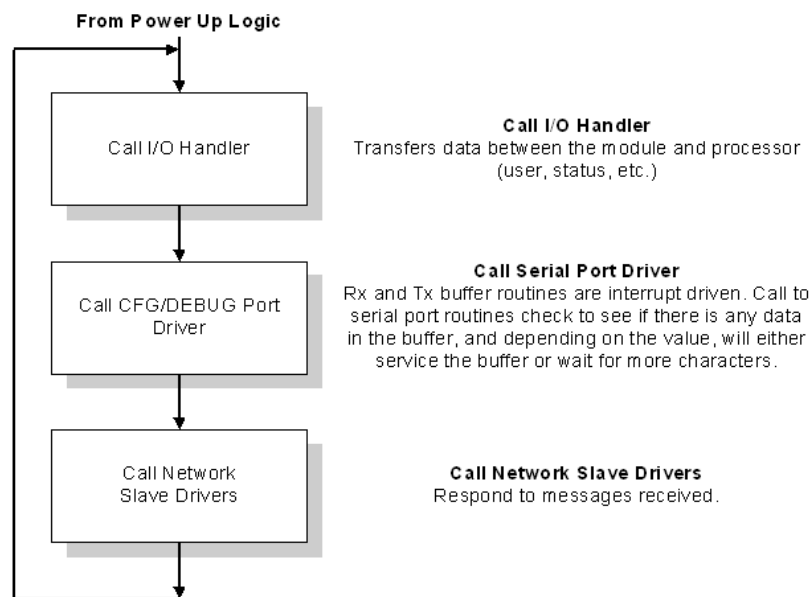 From Power Up Logic
Call I/O Handler
Call I/O Handler
Transfers data between the module and processor
(user, status, etc.)
Call CFG/DEBUG Port
Driver
Call Serial Port Driver
Rx and Tx buffer routines are interrupt driven. Call to
serial port routines check to see if there is any data
in the buffer, and depending on the value, will either
service the buffer or wait for more characters.
Call Network
Slave Drivers
Call Network Slave Drivers
Respond to messages received.